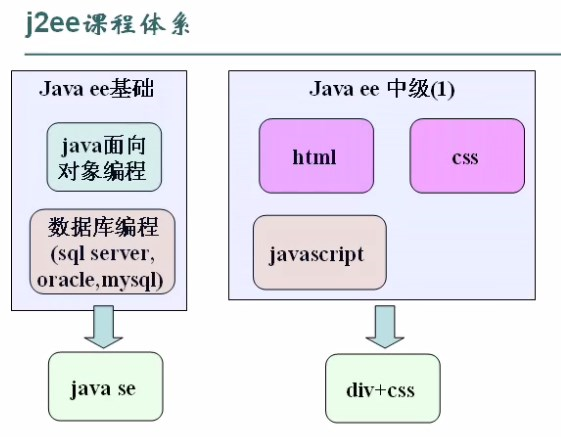 j2ee课程体系
Java ee基础
java面向
对象编程
数据库编程
(sql server,
oracle,mysql)
java se
Java ee 中级(1)
html
css
javascript
div+css